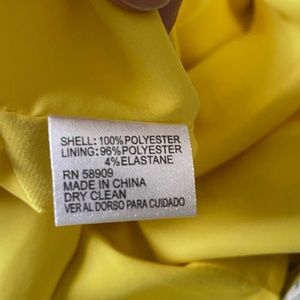 SHELL: 100% POLYESTER
LINING: 96% POLYESTER
4% ELASTANE
RN 58909
MADE IN CHINA
DRY CLEAN
VER AL DORSO PARA CUIDADO